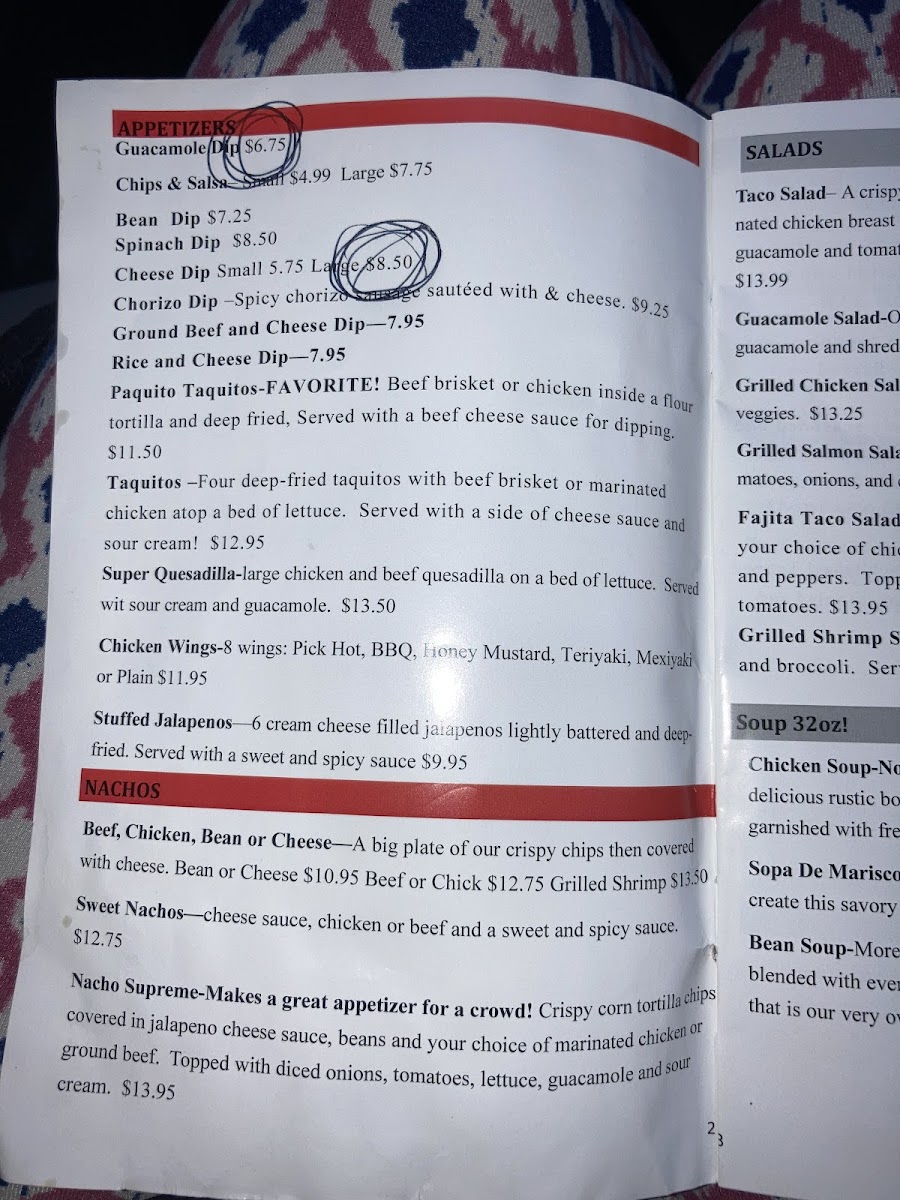 APPETIZERS
Guacamole Dip $6.75
Chips & Salsa– Small $4.99 Large $7.75
Bean Dip $7.25
Spinach Dip $8.50
Cheese Dip Small 5.75 Large $8.50
Chorizo Dip –Spicy chorizo sausage sautéed with & cheese. $9.25
Ground Beef and Cheese Dip—7.95
Rice and Cheese Dip—7.95
Paquito Taquitos-FAVORITE! Beef brisket or chicken inside a flour
tortilla and deep fried, Served with a beef cheese sauce for dipping.
$11.50
Taquitos –Four deep-fried taquitos with beef brisket or marinated
chicken atop a bed of lettuce. Served with a side of cheese sauce and
sour cream! $12.95
Super Quesadilla-large chicken and beef quesadilla on a bed of lettuce. Served
wit sour cream and guacamole. $13.50
Chicken Wings-8 wings: Pick Hot, BBQ, Honey Mustard, Teriyaki, Mexiyaki
or Plain $11.95
Stuffed Jalapenos—6 cream cheese filled jalapenos lightly battered and deep-
fried. Served with a sweet and spicy sauce $9.95
NACHOS
Beef, Chicken, Bean or Cheese—A big plate of our crispy chips then covered
with cheese. Bean or Cheese $10.95 Beef or Chick $12.75 Grilled Shrimp $13.50
Sweet Nachos—cheese sauce, chicken or beef and a sweet and spicy sauce.
$12.75
Nacho Supreme-Makes a great appetizer for a crowd! Crispy corn tortilla chips
covered in jalapeno cheese sauce, beans and your choice of marinated chicken or
ground beef. Topped with diced onions, tomatoes, lettuce, guacamole and sour
cream. $13.95
2
3
SALADS
Taco Salad– A crispy
nated chicken breast
guacamole and tomat
$13.99
Guacamole Salad-O
guacamole and shred
Grilled Chicken Sal
veggies. $13.25
Grilled Salmon Sala
matoes, onions, and
Fajita Taco Salad
your choice of chic
and peppers. Topp
tomatoes. $13.95
Grilled Shrimp S
and broccoli. Ser
Soup 32oz!
Chicken Soup-No
delicious rustic bo
garnished with fre
Sopa De Marisco
create this savory
Bean Soup-More
blended with ever
that is our very ow